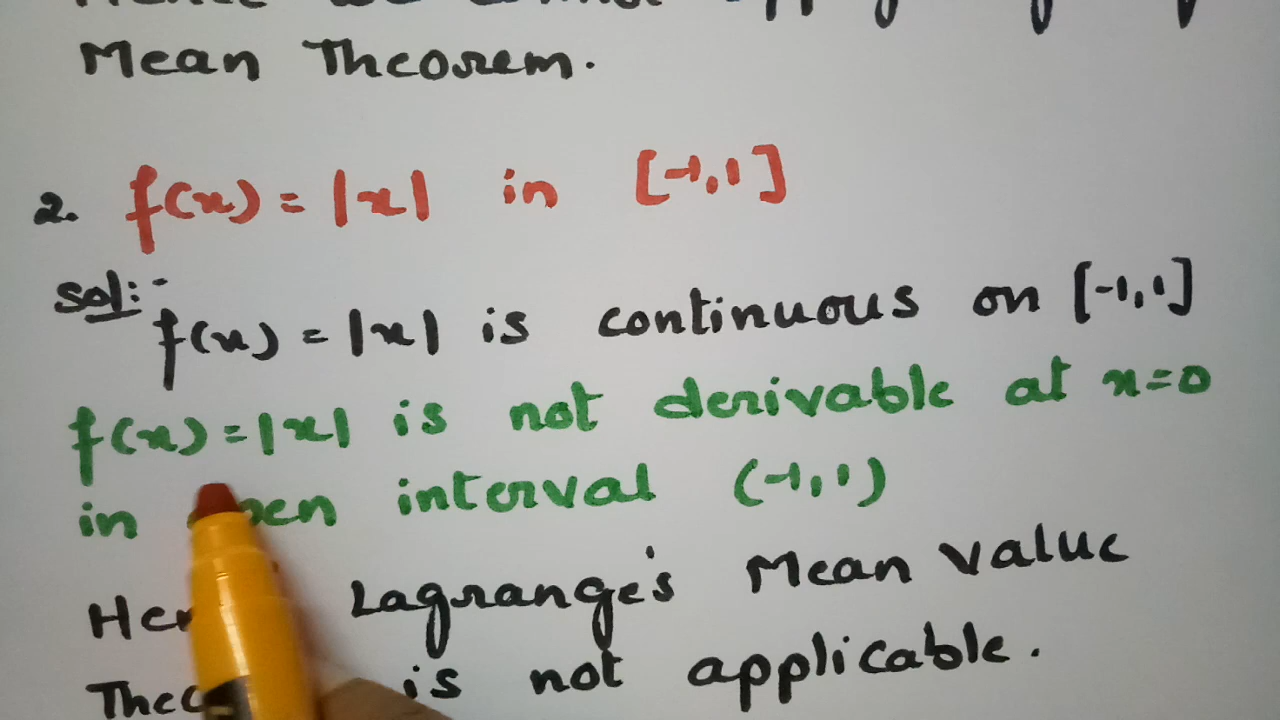 Mean Theorem.
2. f(x) = |x| in [-1,1]
Sol:- f(x) = |x| is continuous on [-1,1]
f(x) = |x| is not derivable at x=0
in interval (-1,1)
Lagrange's Mean value
is not applicable.